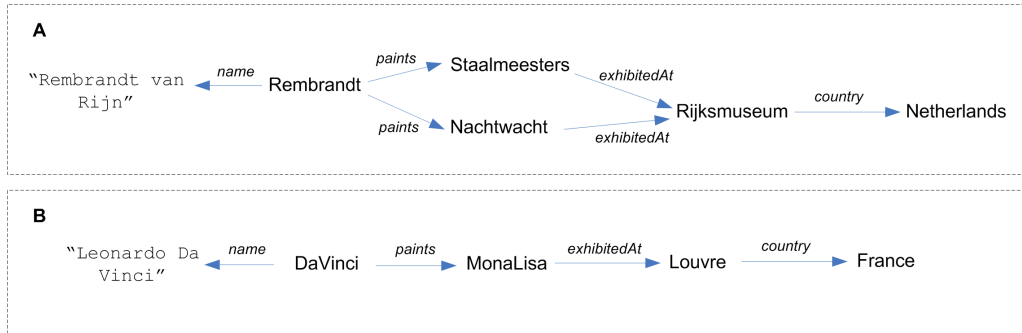 A
paints
Staalmeesters
name
exhibitedAt
“Rembrandt van
Rijn”
Rembrandt
country
Rijksmuseum
Netherlands
paints
Nachtwacht
exhibitedAt
B
“Leonardo Da
Vinci”
name
DaVinci
paints
MonaLisa
exhibitedAt
Louvre
country
France